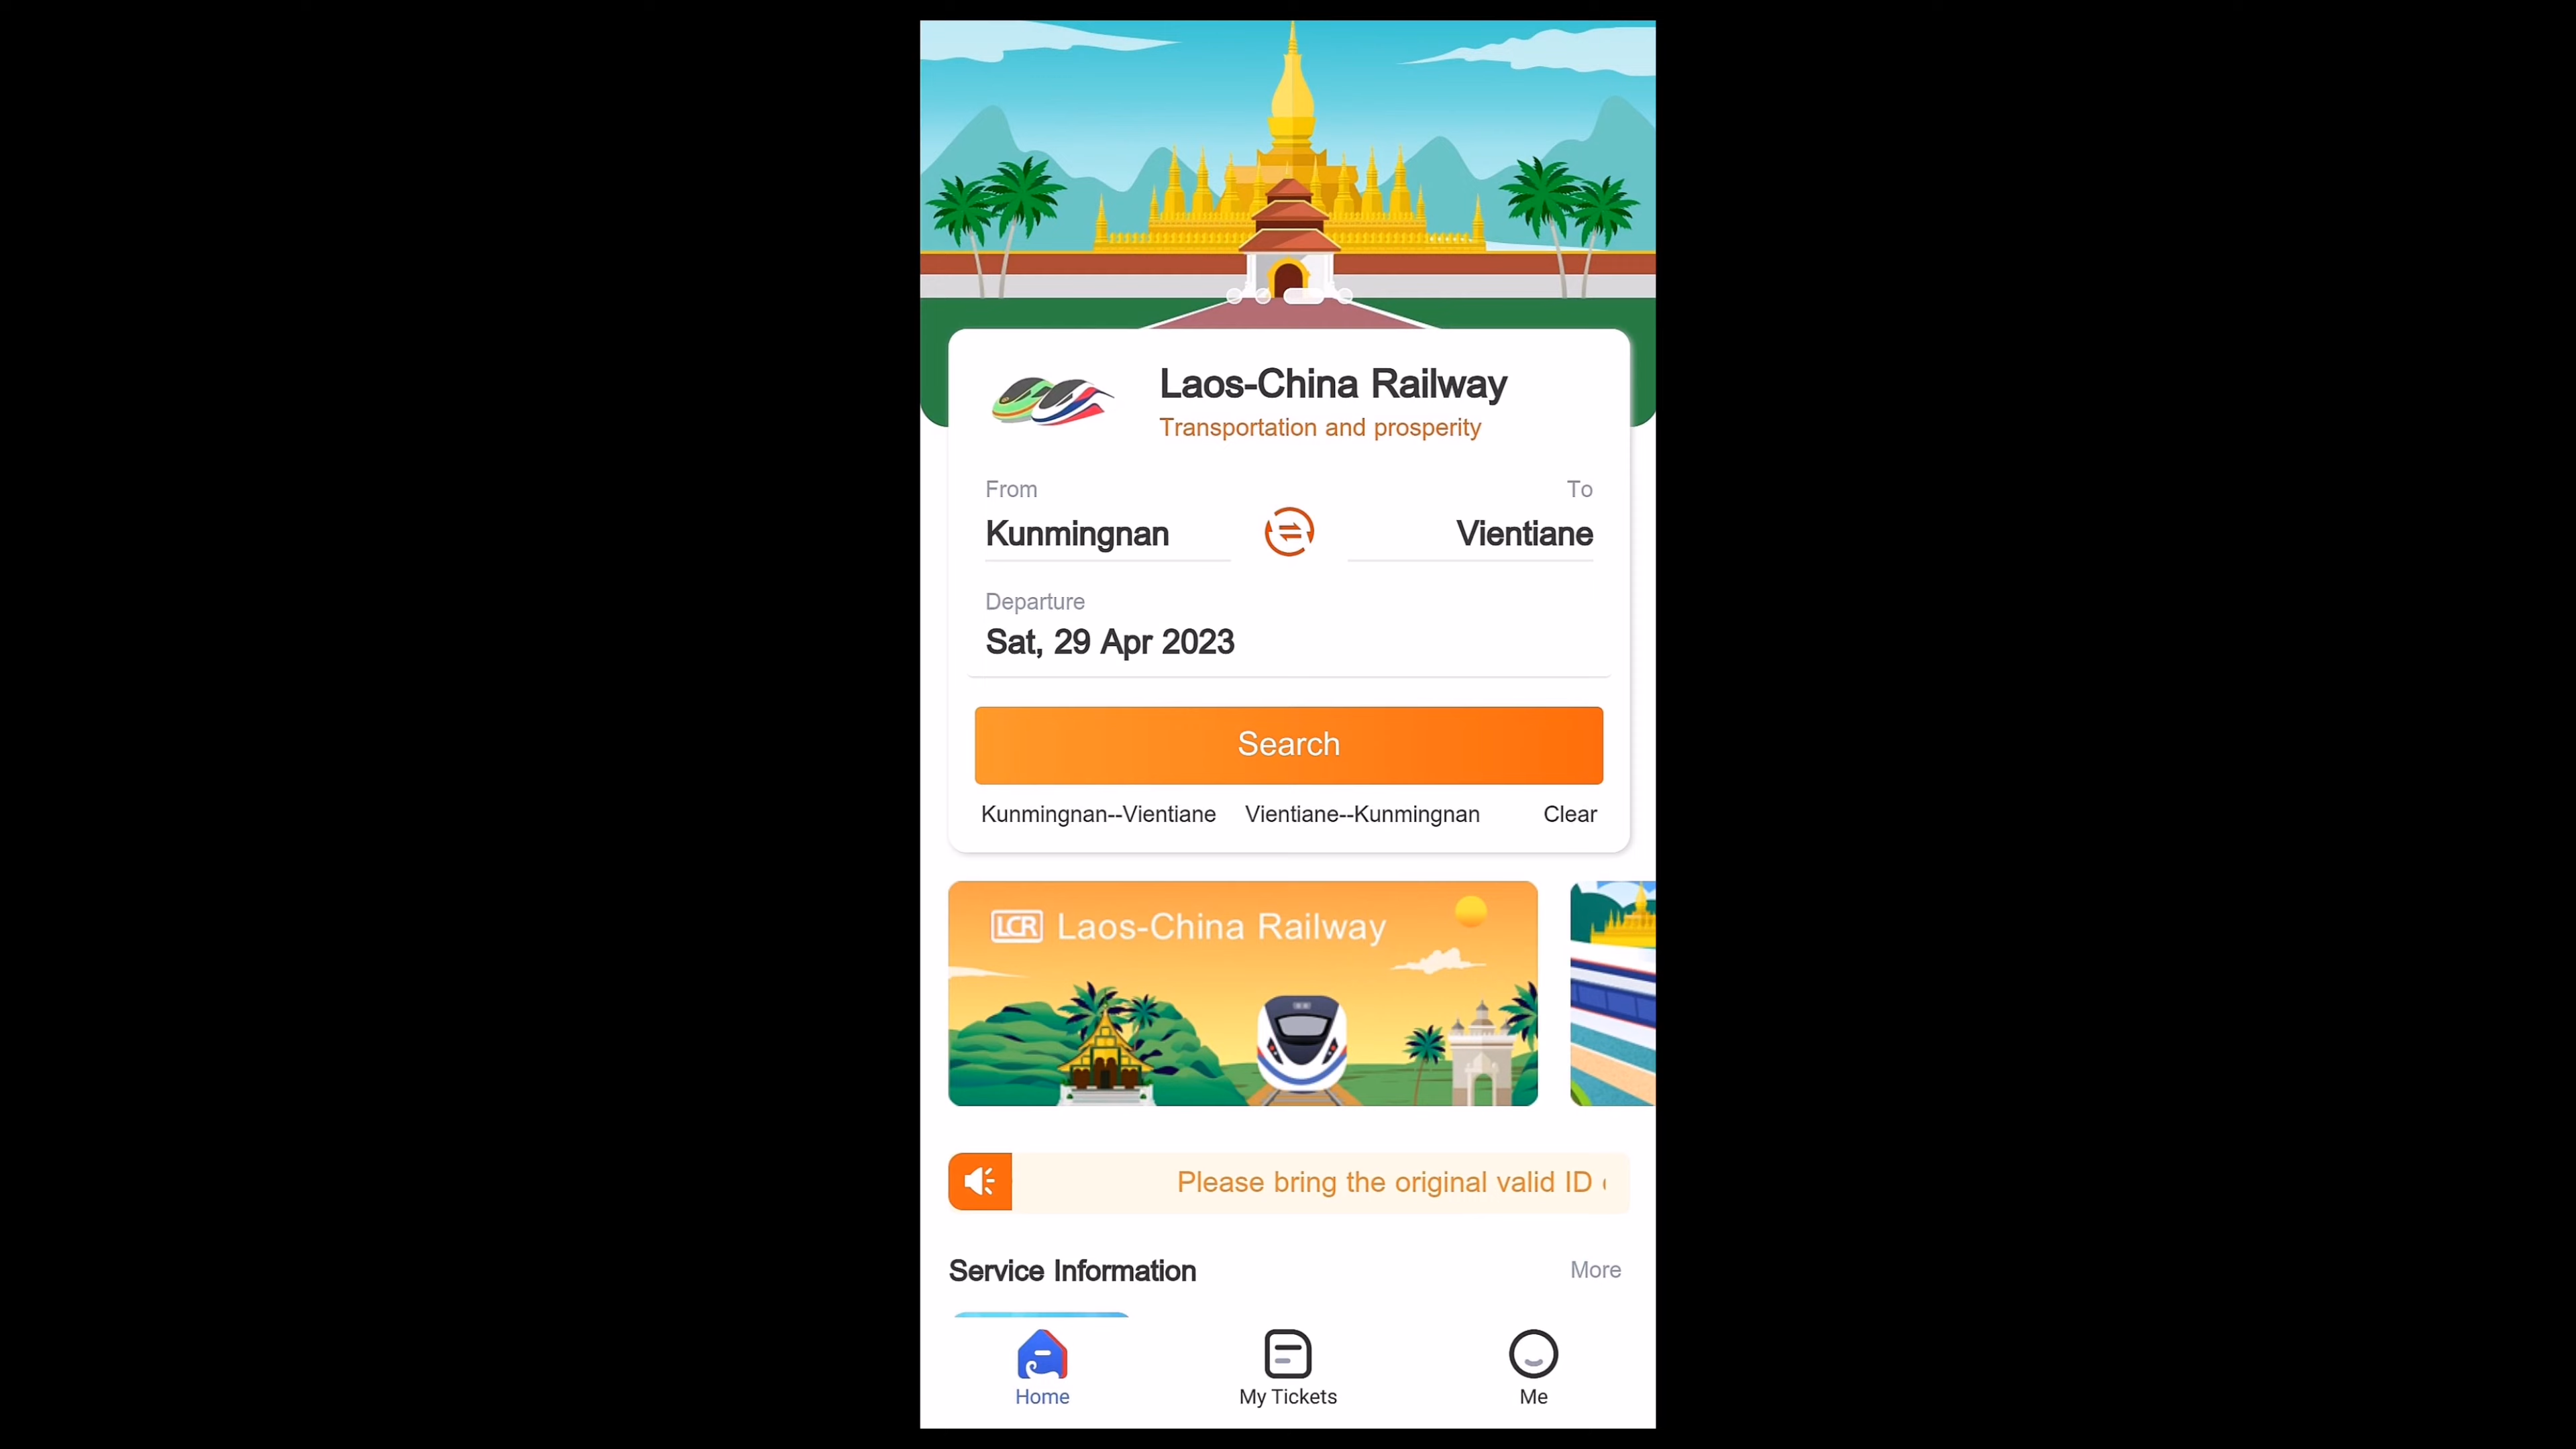 Laos-China Railway
Transportation and prosperity
From
To
Kunmingnan
Vientiane
Departure
Sat, 29 Apr 2023
Search
Kunmingnan--Vientiane
Vientiane--Kunmingnan
Clear
LCR Laos-China Railway
Please bring the original valid ID
Service Information
More
Home
My Tickets
Me